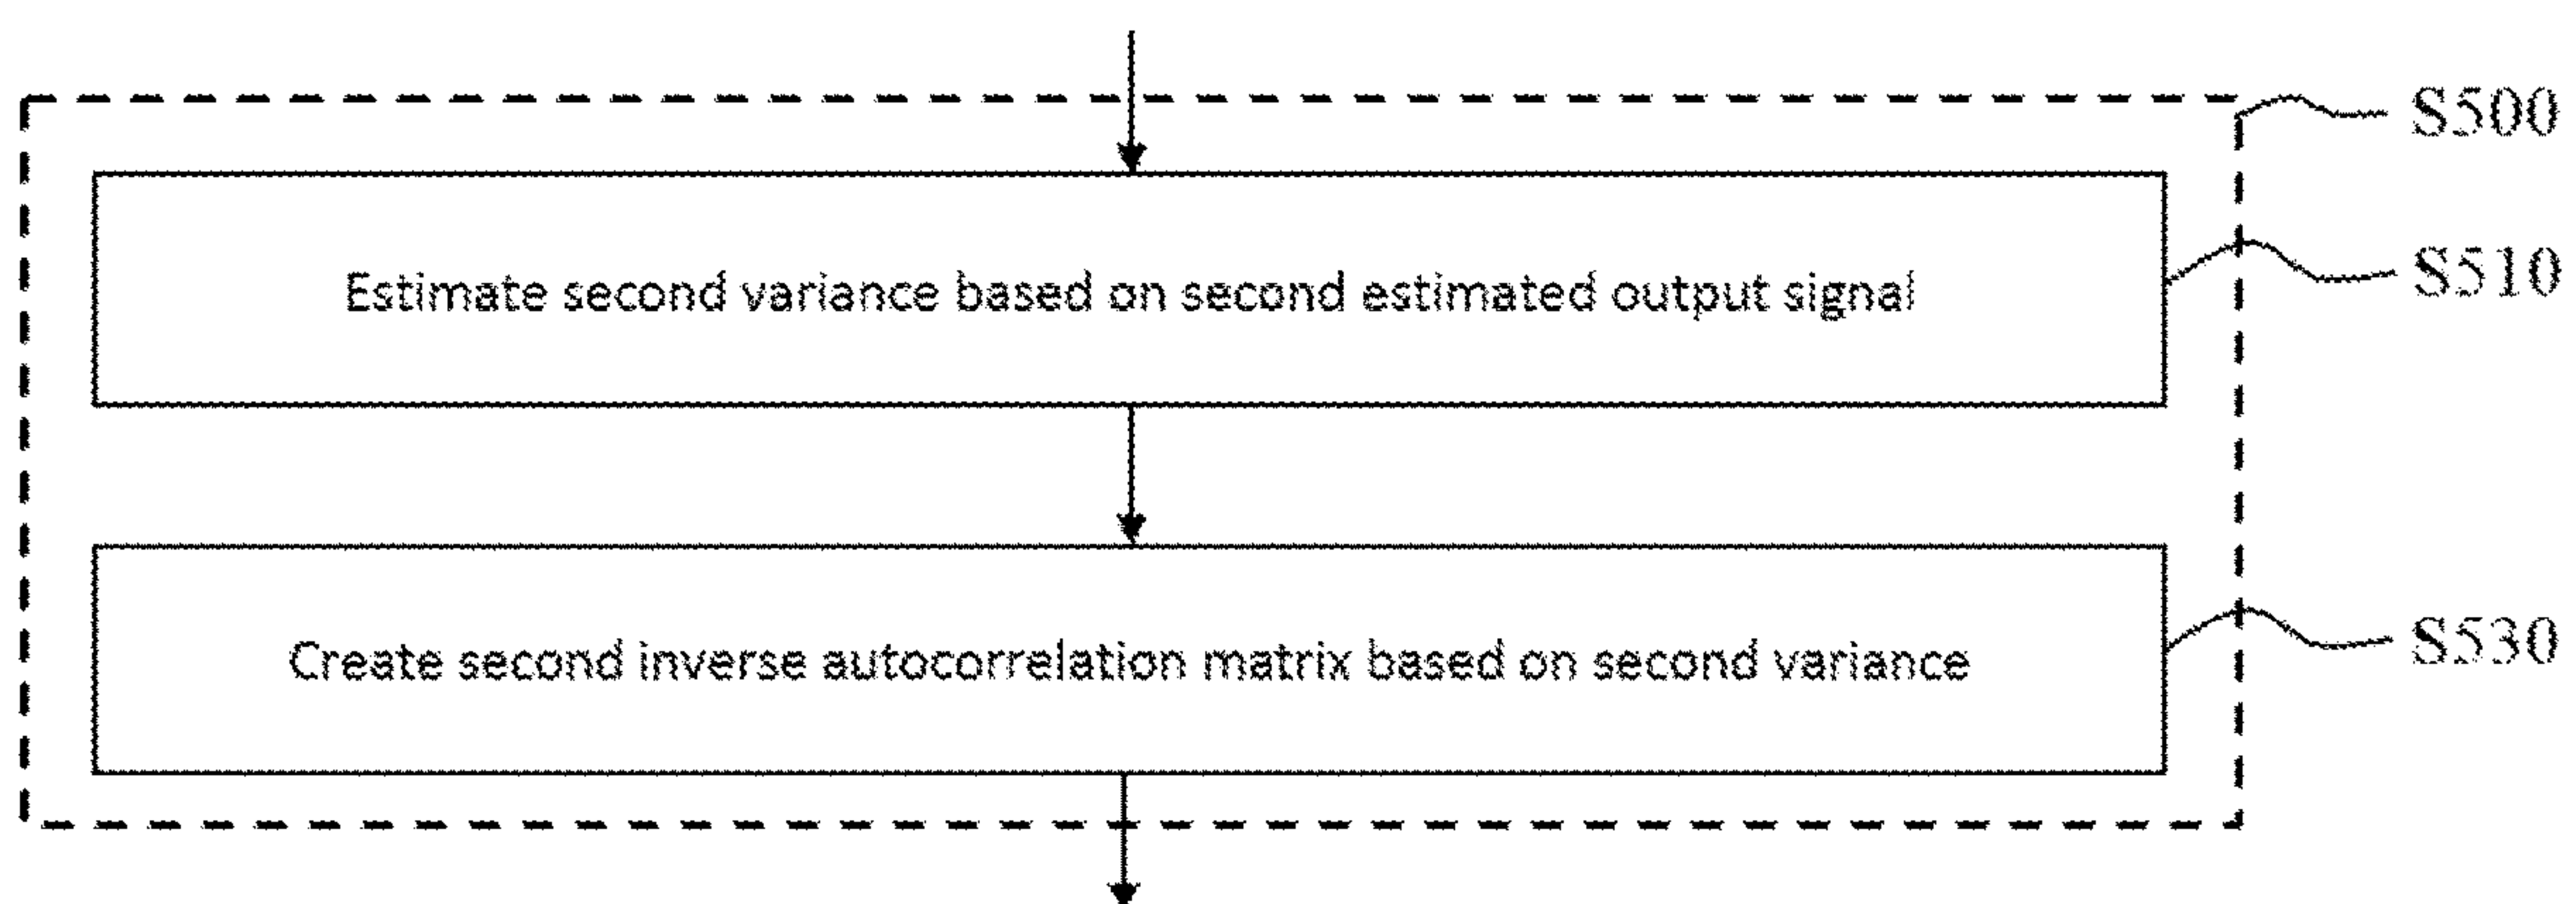 S500
Estimate second variance based on second estimated output signal
S510
Create second inverse autocorrelation matrix based on second variance
S530